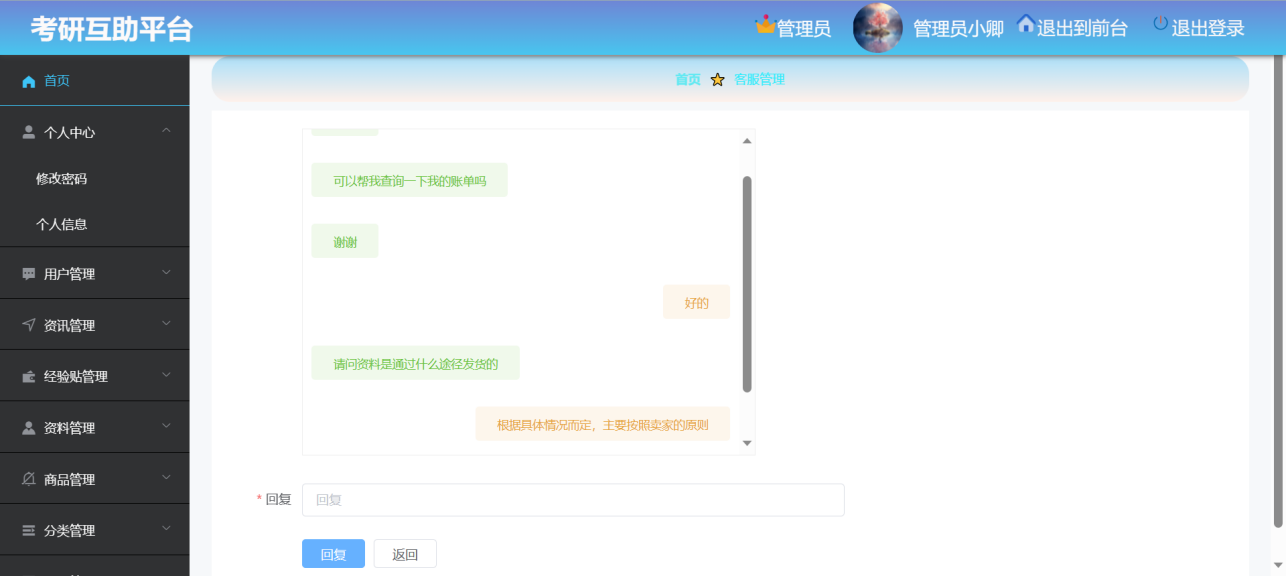 考研互助平台
管理员 管理员小卿 退出到前台 退出登录
首页
个人中心
修改密码
个人信息
用户管理
资讯管理
经验贴管理
资料管理
商品管理
分类管理
首页 客服管理
可以帮我查询一下我的账单吗
谢谢
好的
请问资料是通过什么途径发货的
根据具体情况而定，主要按照卖家的原则
* 回复 回复
回复 返回